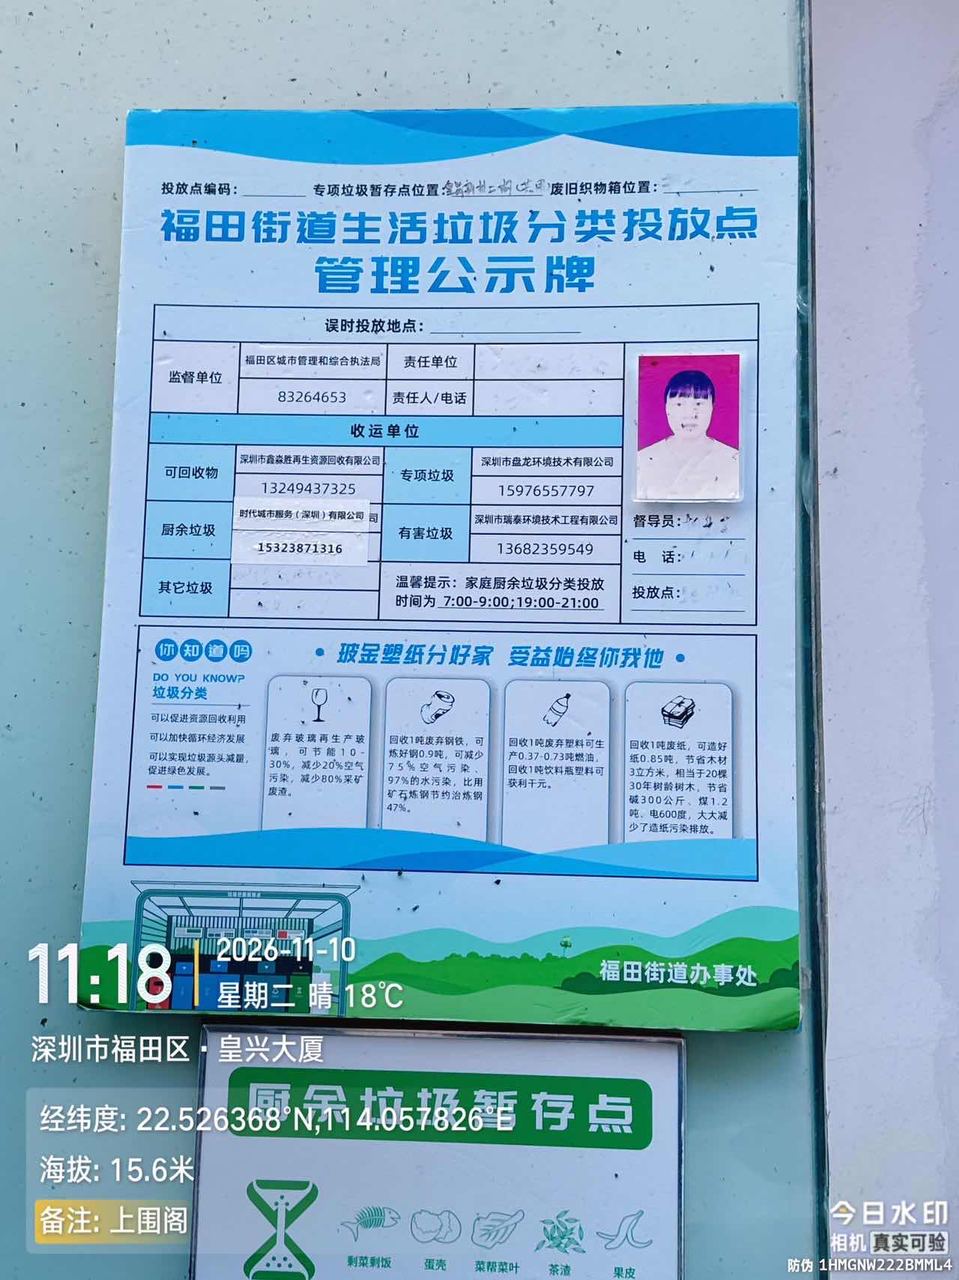 投放点编码：
专项垃圾暂存点位置：
废旧织物箱位置：
福田街道生活垃圾分类投放点
管理公示牌
误时投放地点：
监督单位
福田区城市管理和综合执法局
责任单位
83264653
责任人/电话
收运单位
可回收物
深圳市鑫淼胜再生资源回收有限公司
13249437325
专项垃圾
深圳市盘龙环境技术有限公司
15976557797
厨余垃圾
时代城市服务（深圳）有限公司
司
15323871316
有害垃圾
深圳市瑞泰环境技术工程有限公司
13682359549
其它垃圾
温馨提示：家庭厨余垃圾分类投放
时间为 7:00-9:00;19:00-21:00
督导员：
电 话：
投放点：
你知道吗
DO YOU KNOW?
垃圾分类
可以促进资源回收利用
可以加快循环经济发展
可以实现垃圾源头减量，
促进绿色发展。
• 玻金塑纸分好家 受益始终你我他 •
废弃玻璃再生产玻
璃，可节能10-
30%，减少20%空气
污染，减少80%采矿
废渣。
回收1吨废弃钢铁，可
炼好钢0.9吨，可减少
75%空气污染、
97%的水污染，比用
矿石炼钢节约冶炼钢
47%。
回收1吨废弃塑料可生
产0.37-0.73吨燃油，
回收1吨饮料瓶塑料可
获利千元。
回收1吨废纸，可造好
纸0.85吨，节省木材
3立方米，相当于20棵
30年树龄树木，节省
碱300公斤、煤1.2
吨、电600度，大大减
少了造纸污染排放。
福田街道办事处
11:18
2026-11-10
星期二 晴 18℃
深圳市福田区·皇兴大厦
经纬度: 22.526368°N,114.057826°E
海拔: 15.6米
备注: 上围阁
厨余垃圾暂存点
剩菜剩饭
蛋壳
菜帮菜叶
茶渣
果皮
今日水印
相机 真实可验
防伪 1HMGNW222BMML4